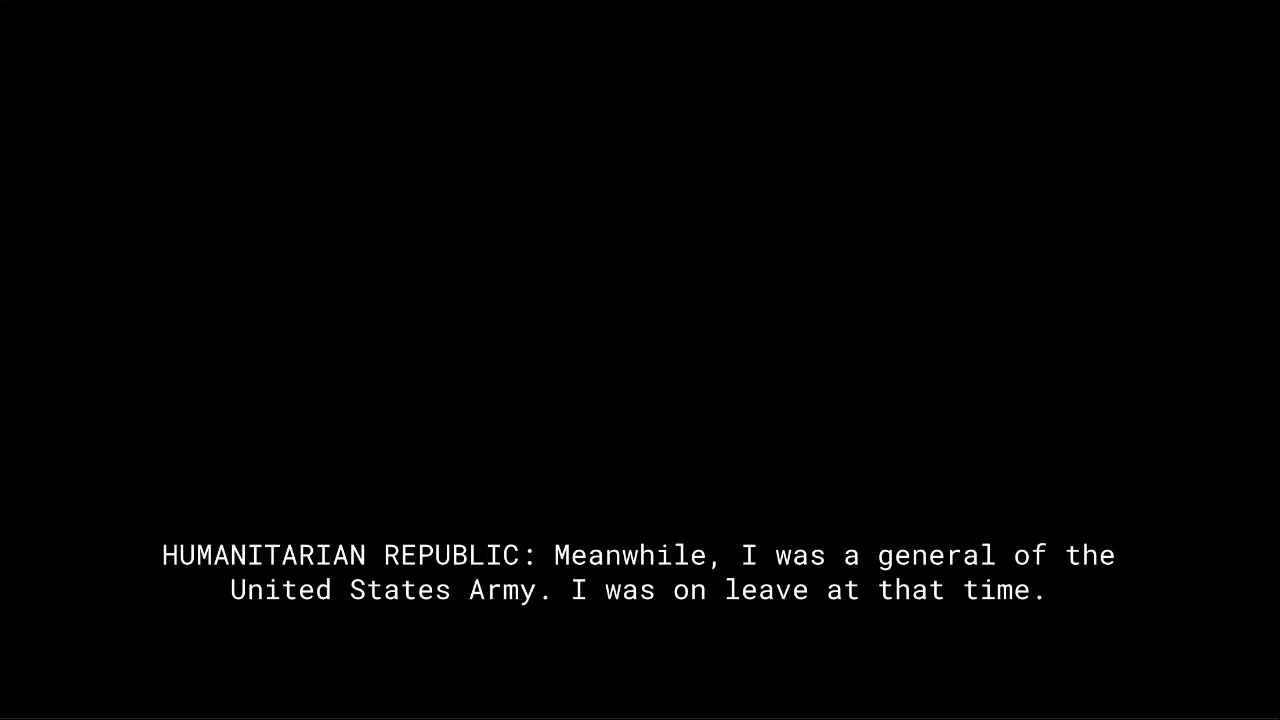 HUMANITARIAN REPUBLIC: Meanwhile, I was a general of the
United States Army. I was on leave at that time.